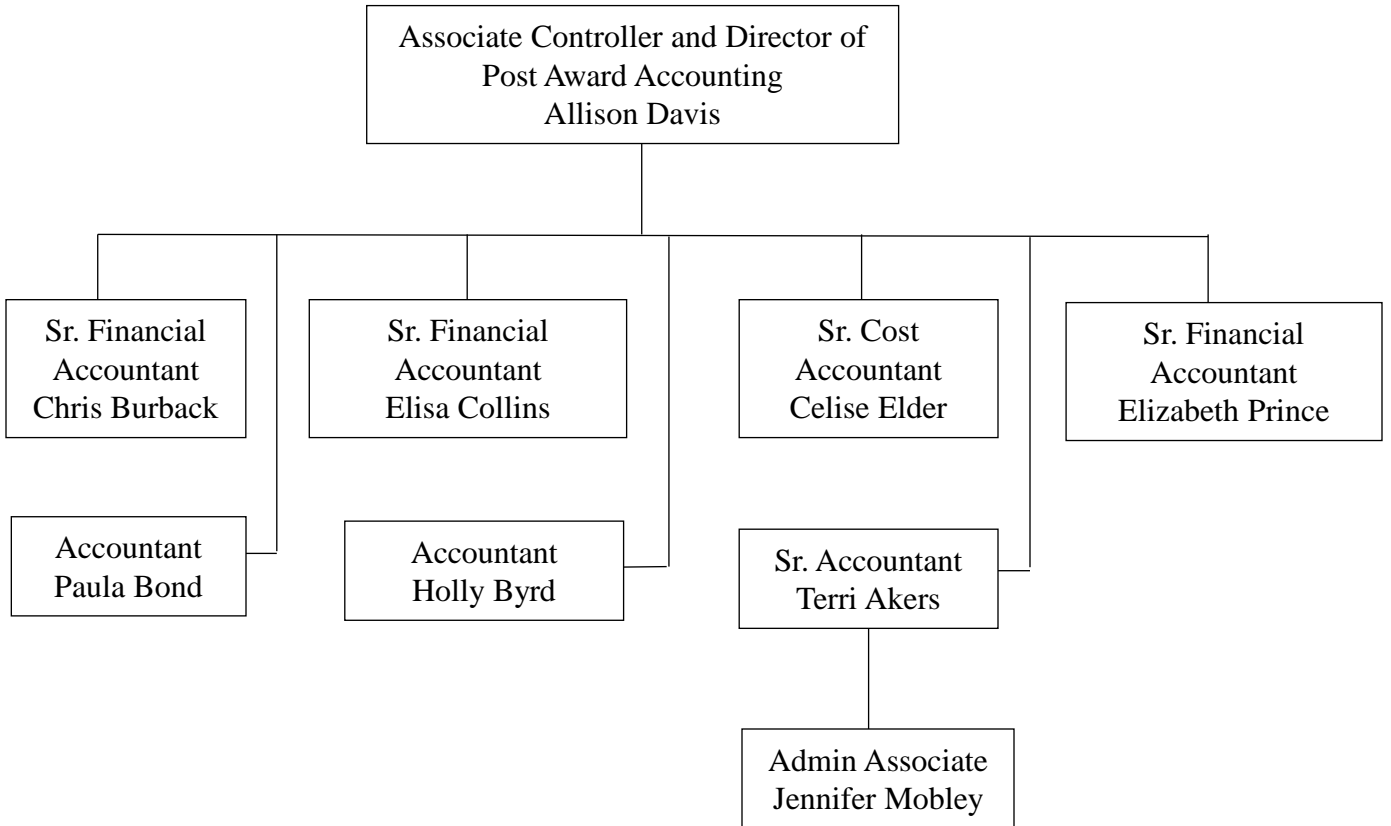 Associate Controller and Director of
Post Award Accounting
Allison Davis
Sr. Financial
Accountant
Chris Burback
Sr. Financial
Accountant
Elisa Collins
Sr. Cost
Accountant
Celise Elder
Sr. Financial
Accountant
Elizabeth Prince
Accountant
Paula Bond
Accountant
Holly Byrd
Sr. Accountant
Terri Akers
Admin Associate
Jennifer Mobley